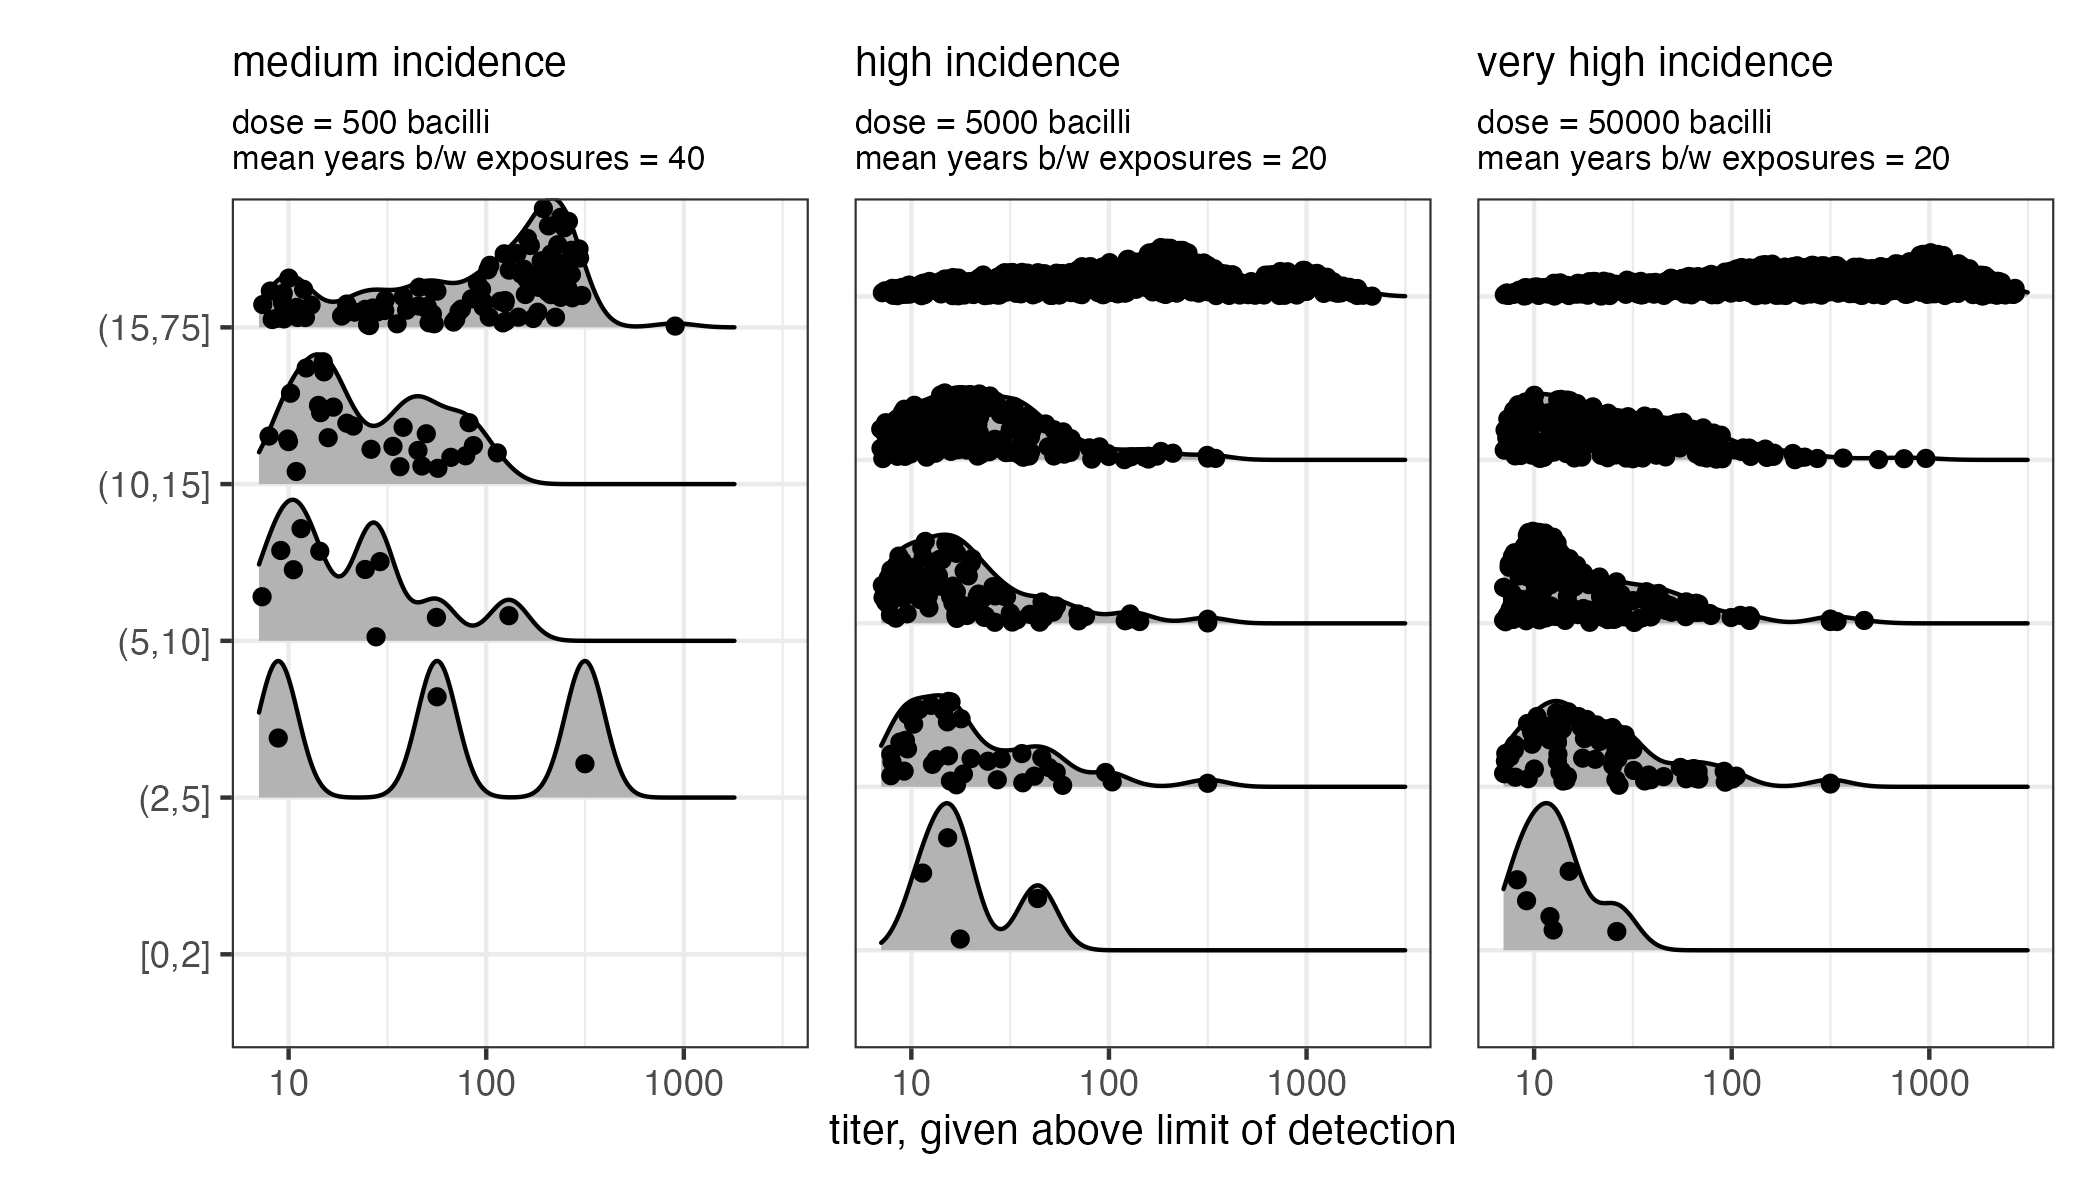 medium incidence
dose = 500 bacilli
mean years b/w exposures = 40
high incidence
dose = 5000 bacilli
mean years b/w exposures = 20
very high incidence
dose = 50000 bacilli
mean years b/w exposures = 20
(15,75]
(10,15]
(5,10]
(2,5]
[0,2]
10 100 1000
10 100 1000
10 100 1000
titer, given above limit of detection